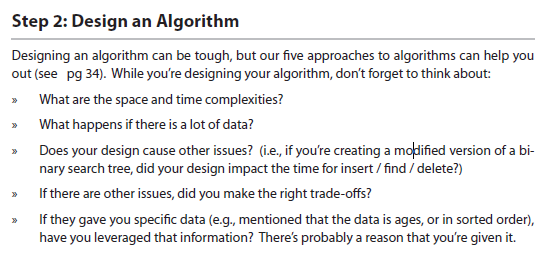 Step 2: Design an Algorithm
Designing an algorithm can be tough, but our five approaches to algorithms can help you
out (see pg 34). While you're designing your algorithm, don't forget to think about:
» What are the space and time complexities?
» What happens if there is a lot of data?
» Does your design cause other issues? (i.e., if you're creating a modified version of a bi-
nary search tree, did your design impact the time for insert / find / delete?)
» If there are other issues, did you make the right trade-offs?
» If they gave you specific data (e.g., mentioned that the data is ages, or in sorted order),
have you leveraged that information? There's probably a reason that you're given it.